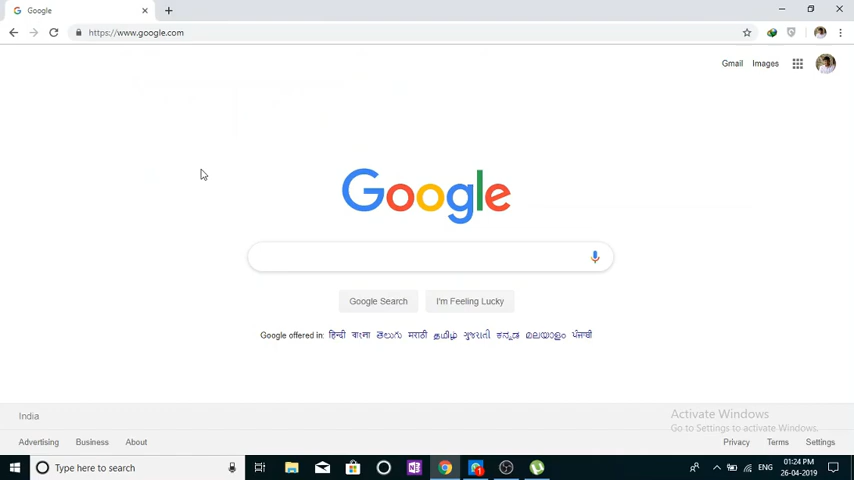 Google
https://www.google.com
Gmail Images
Google
Google Search I'm Feeling Lucky
Google offered in: हिन्दी বাংলা తెలుగు मराठी தமிழ் ગુજરાતી ಕನ್ನಡ മലയാളം ਪੰਜਾਬੀ
India
Activate Windows
Go to Settings to activate Windows.
Advertising Business About Privacy Terms Settings
Type here to search
ENG
01:24 PM
26-04-2019